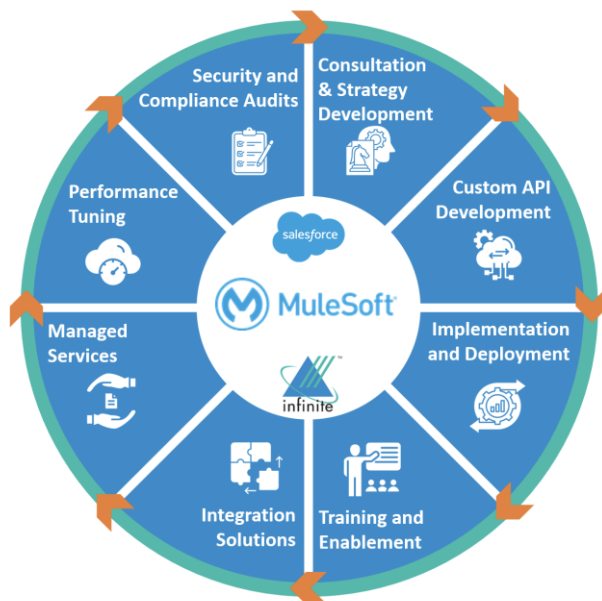 Security and
Compliance Audits
Consultation
& Strategy
Development
Custom API
Development
Implementation
and Deployment
Training and
Enablement
Integration
Solutions
Managed
Services
Performance
Tuning
salesforce
MuleSoft
infinite
TM